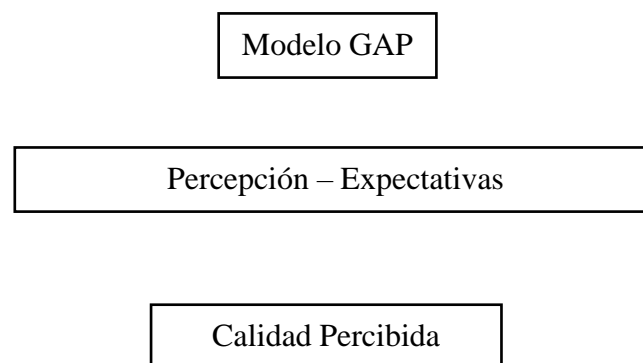 Modelo GAP
Percepción – Expectativas
Calidad Percibida